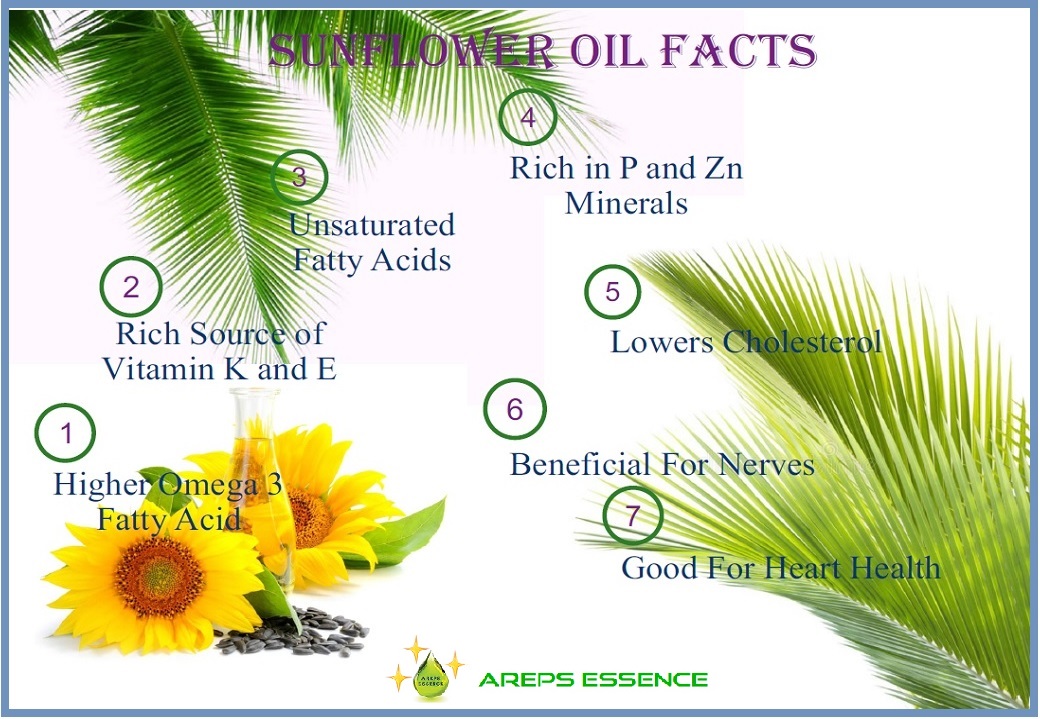 SUNFLOWER OIL FACTS
1
Higher Omega 3
Fatty Acid
2
Rich Source of
Vitamin K and E
3
Unsaturated
Fatty Acids
4
Rich in P and Zn
Minerals
5
Lowers Cholesterol
6
Beneficial For Nerves
7
Good For Heart Health
AREPS
ESSENCE
AREPS ESSENCE